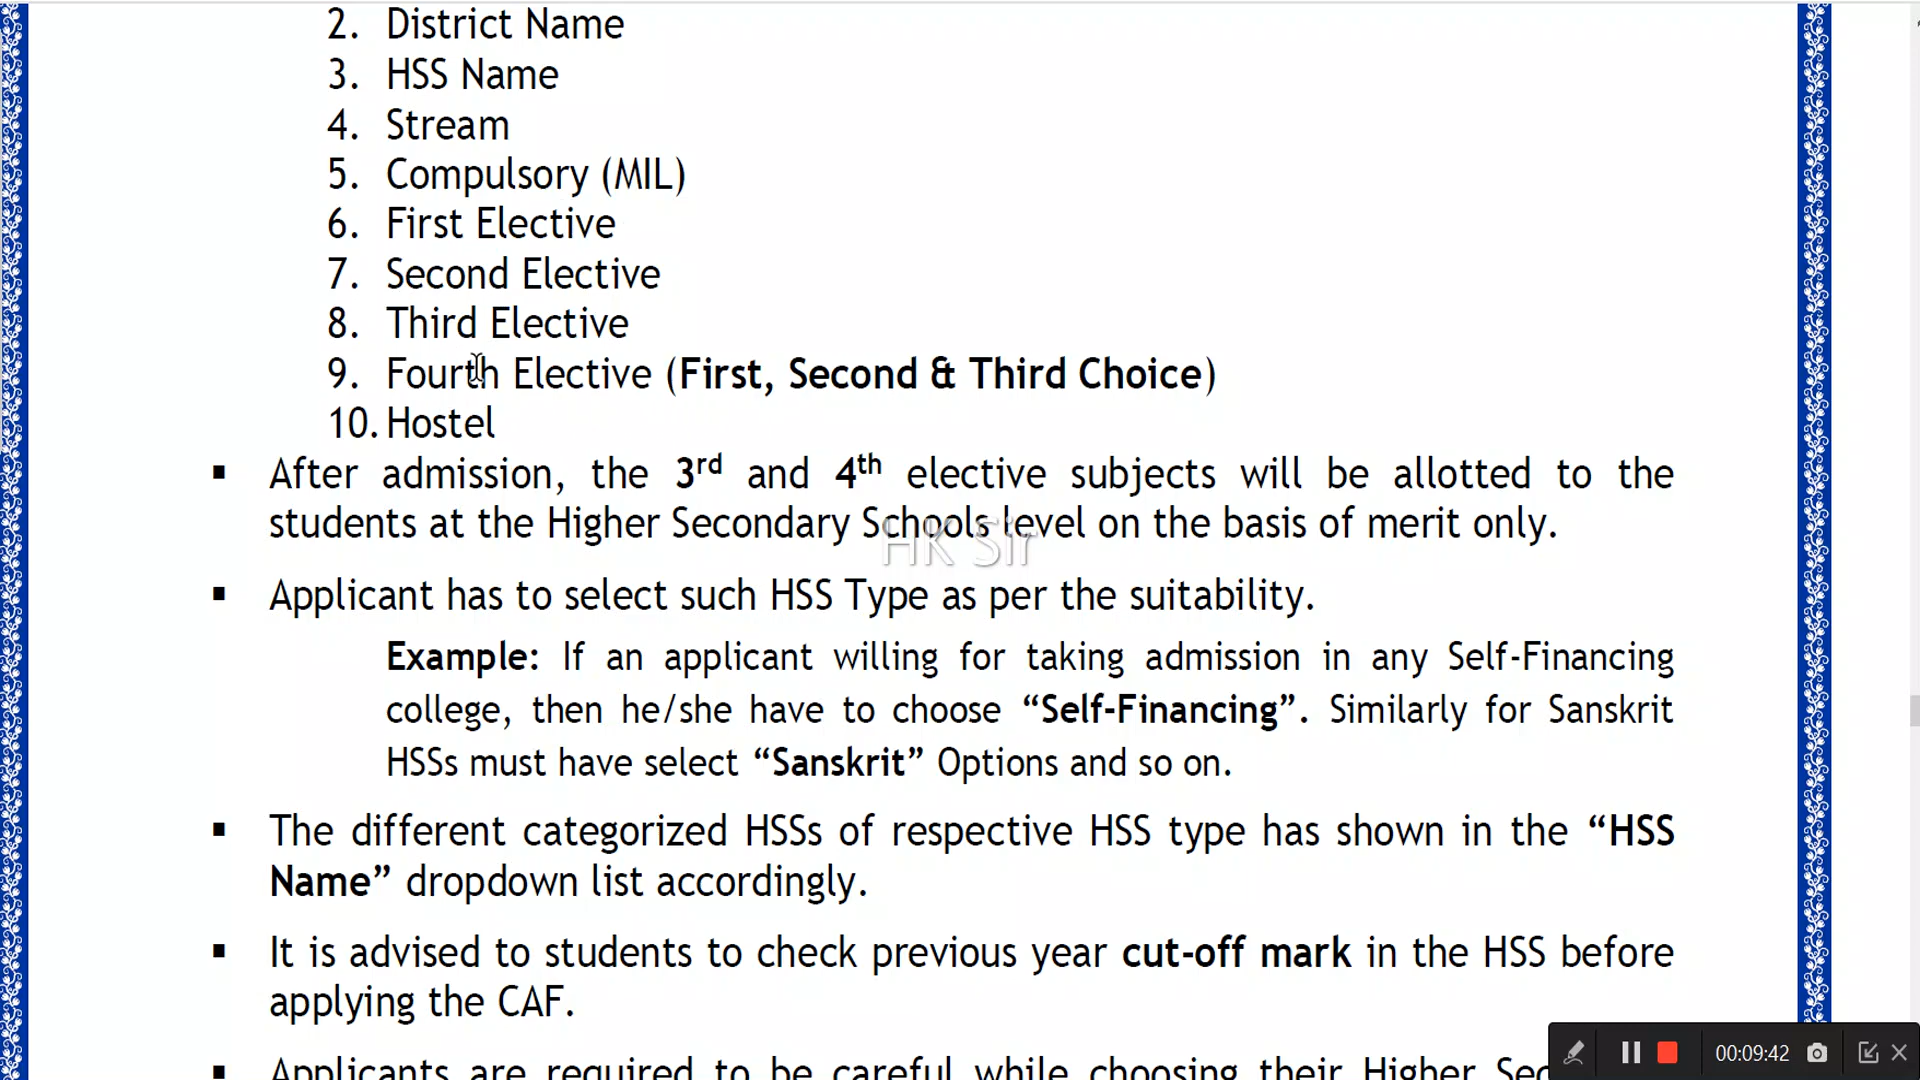 2. District Name
3. HSS Name
4. Stream
5. Compulsory (MIL)
6. First Elective
7. Second Elective
8. Third Elective
9. Fourth Elective (First, Second & Third Choice)
10. Hostel
▪ After admission, the 3rd and 4th elective subjects will be allotted to the
students at the Higher Secondary Schools level on the basis of merit only.
HK Sir
▪ Applicant has to select such HSS Type as per the suitability.
Example: If an applicant willing for taking admission in any Self-Financing
college, then he/she have to choose “Self-Financing”. Similarly for Sanskrit
HSSs must have select “Sanskrit” Options and so on.
▪ The different categorized HSSs of respective HSS type has shown in the “HSS
Name” dropdown list accordingly.
▪ It is advised to students to check previous year cut-off mark in the HSS before
applying the CAF.
▪ Applicants are required to be careful while choosing their Higher
00:09:42